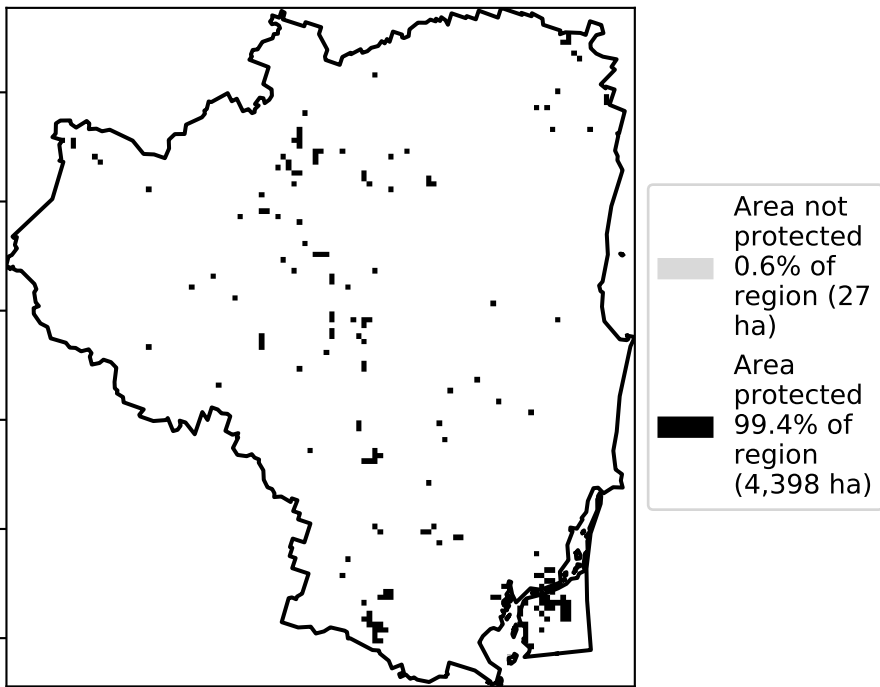 Area not
protected
0.6% of
region (27
ha)
Area
protected
99.4% of
region
(4,398 ha)